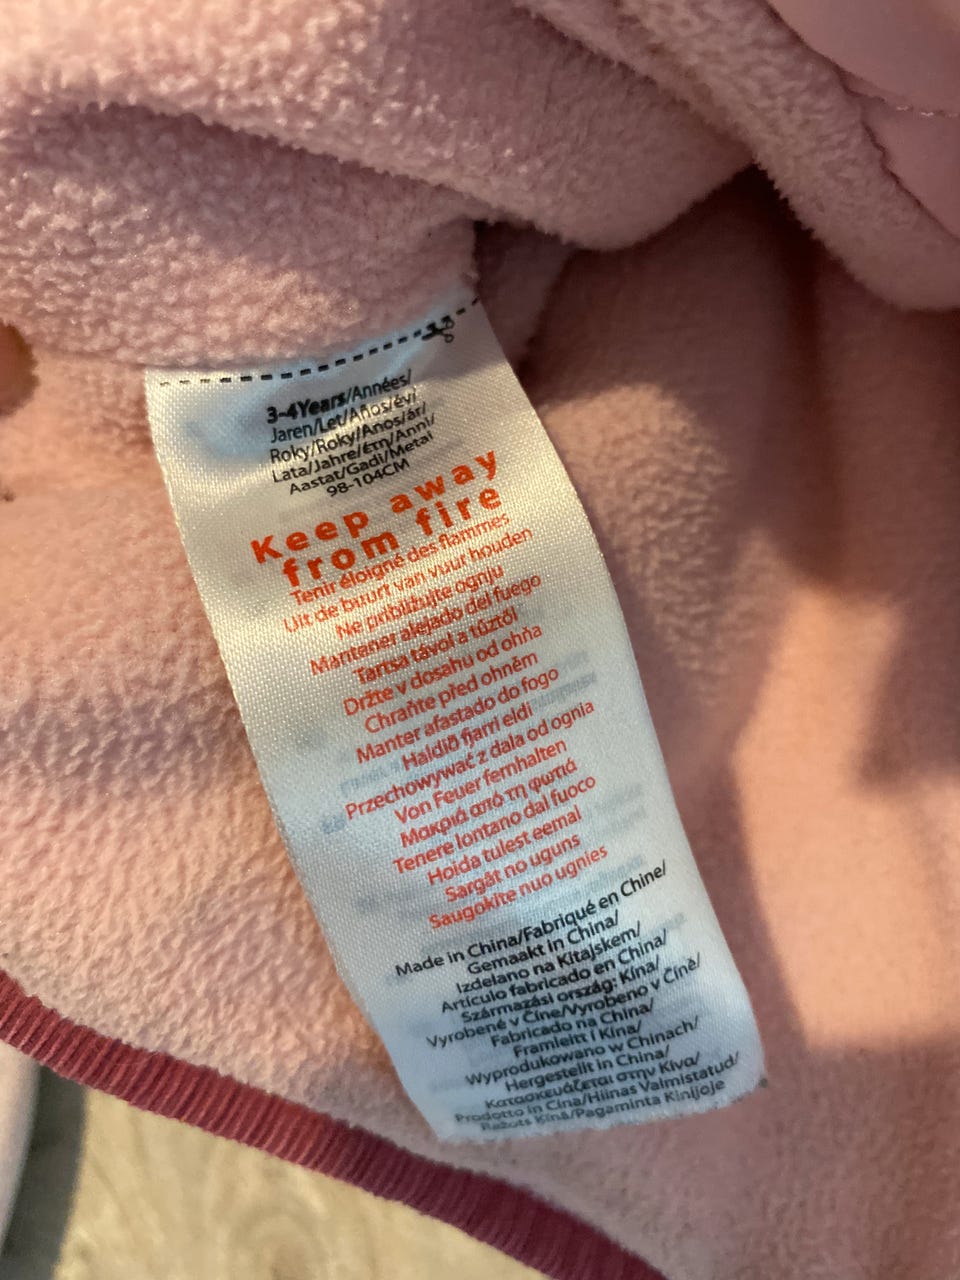 3-4Years/Années/
Jaren/Let/Años/évi/
Roky/Roky/Anos/ár/
Lata/Jahre/έτη/Anni/
Aastat/Gadi/Metai
98-104CM
Keep away
from fire
Tenir éloigné des flammes
Uit de buurt van vuur houden
Ne približujte ognju
Mantener alejado del fuego
Tartsa távol a tűztől
Držte v dosahu od ohňa
Chraňte před ohněm
Manter afastado do fogo
Haldið fjarri eldi
Przechowywać z dala od ognia
Von Feuer fernhalten
Μακριά από τη φωτιά
Tenere lontano dal fuoco
Hoida tulest eemal
Sargāt no uguns
Saugokite nuo ugnies
Made in China/Fabriqué en Chine/
Gemaakt in China/
Izdelano na Kitajskem/
Artículo fabricado en China/
Származási ország: Kína/
Vyrobené v Číne/Vyrobeno v Číně/
Fabricado na China/
Framleitt í Kína/
Wyprodukowano w Chinach/
Hergestellt in China/
Κατασκευάζεται στην Κίνα/
Prodotto in Cina/Hiinas Valmistatud/
Ražots Ķīnā/Pagaminta Kinijoje